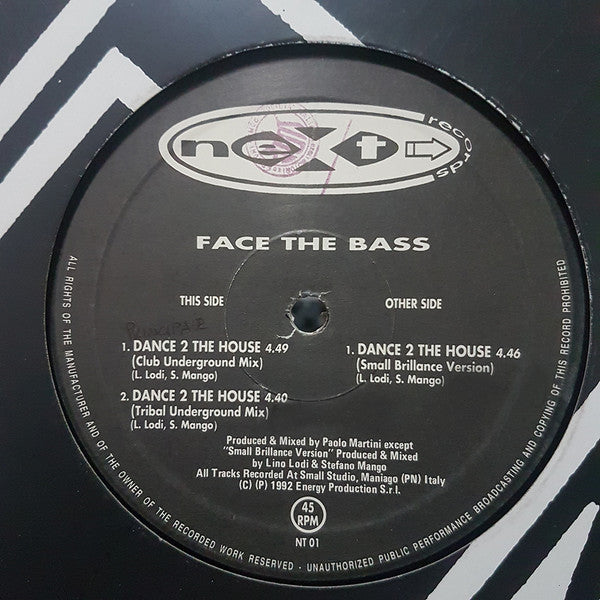 next records
FACE THE BASS
THIS SIDE
1. DANCE 2 THE HOUSE 4.49
(Club Underground Mix)
(L. Lodi, S. Mango)
2. DANCE 2 THE HOUSE 4.40
(Tribal Underground Mix)
(L. Lodi, S. Mango)
OTHER SIDE
1. DANCE 2 THE HOUSE 4.46
(Small Brillance Version)
(L. Lodi, S. Mango)
Produced & Mixed by Paolo Martini except
"Small Brillance Version" Produced & Mixed
by Lino Lodi & Stefano Mango
All Tracks Recorded At Small Studio, Maniago (PN) Italy
(C) (P) 1992 Energy Production S.r.l.
45
RPM
NT 01
ALL RIGHTS OF THE MANUFACTURER AND OF THE OWNER OF THE RECORDED WORK RESERVED - UNAUTHORIZED PUBLIC PERFORMANCE BROADCASTING AND COPYING OF THIS RECORD PROHIBITED